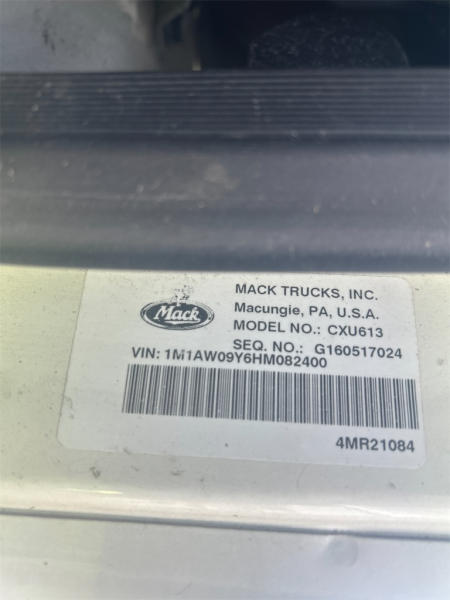 Mack
MACK TRUCKS, INC.
Macungie, PA, U.S.A.
MODEL NO.: CXU613
SEQ. NO.: G160517024
VIN: 1M1AW09Y6HM082400
4MR21084